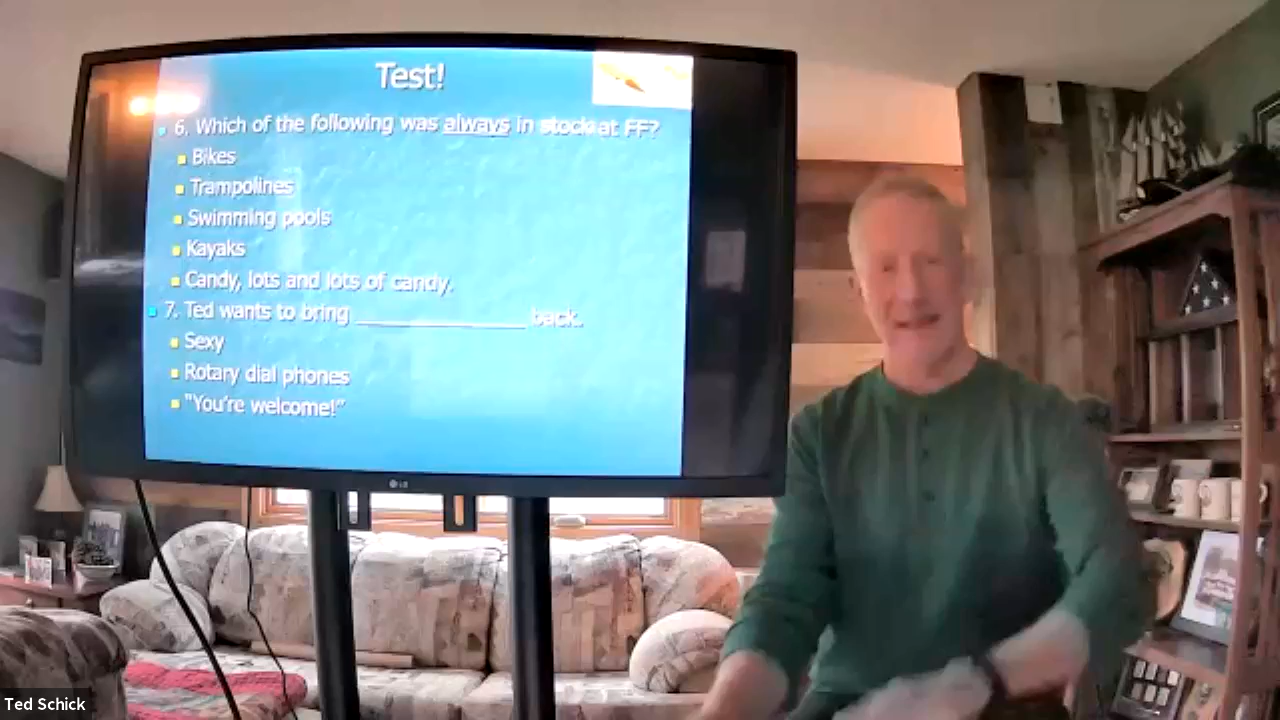 Test!
6. Which of the following was always in stock at FF?
Bikes
Trampolines
Swimming pools
Kayaks
Candy, lots and lots of candy.
7. Ted wants to bring ________________ back.
Sexy
Rotary dial phones
"You're welcome!"
LG
Ted Schick